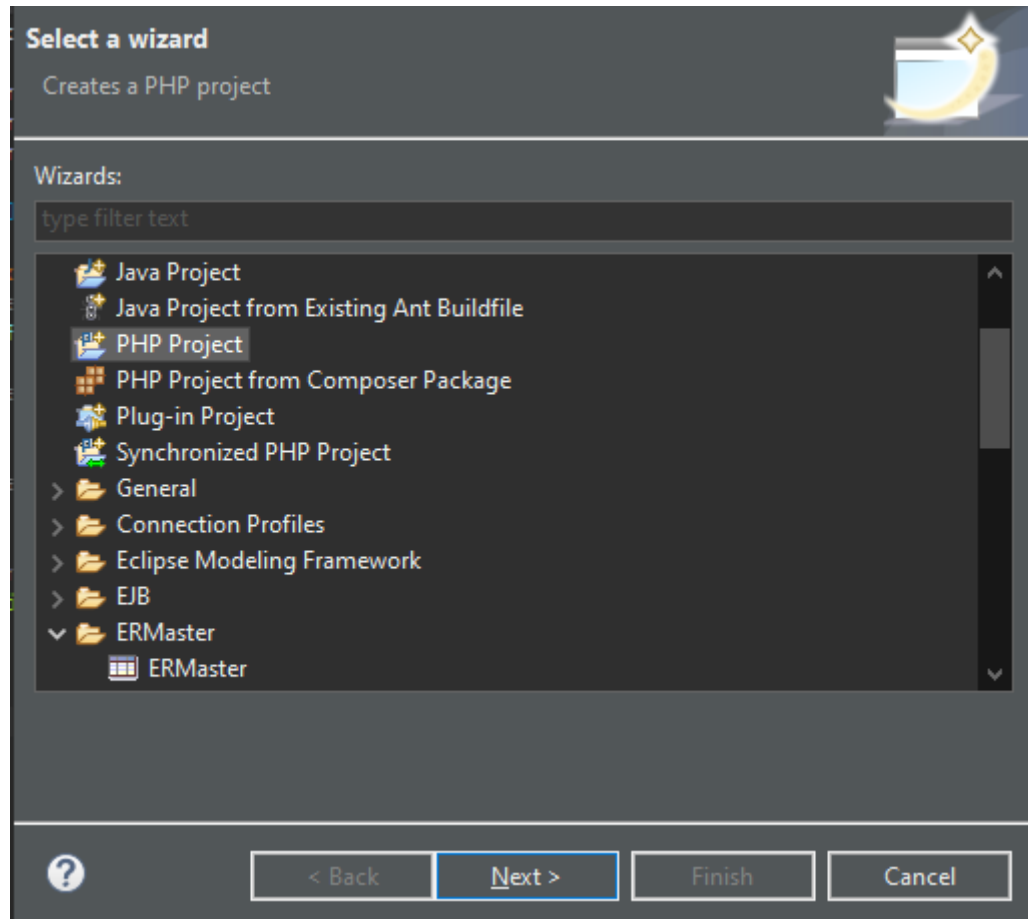 Select a wizard
Creates a PHP project
Wizards:
type filter text
Java Project
Java Project from Existing Ant Buildfile
PHP Project
PHP Project from Composer Package
Plug-in Project
Synchronized PHP Project
General
Connection Profiles
Eclipse Modeling Framework
EJB
ERMaster
ERMaster
? < Back Next > Finish Cancel